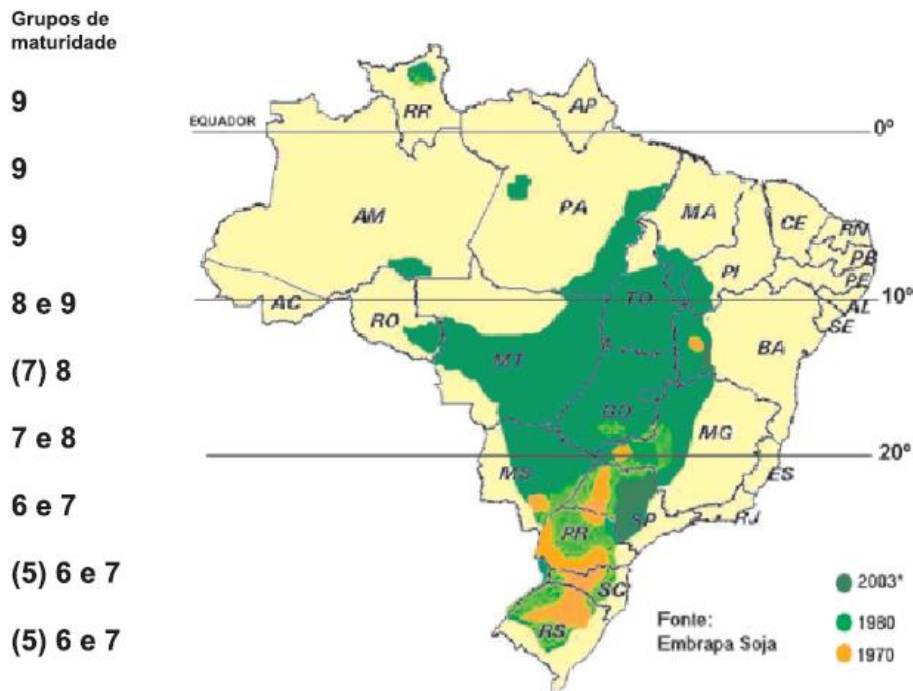 Grupos de
maturidade
9
9
9
8 e 9
(7) 8
7 e 8
6 e 7
(5) 6 e 7
(5) 6 e 7
EQUADOR
0º
10º
20º
RR
AP
AM
PA
MA
CE
RN
PB
PE
AL
SE
PI
AC
RO
TO
BA
MT
GO
MG
ES
MS
SP
RJ
PR
SC
RS
Fonte:
Embrapa Soja
2003*
1980
1970